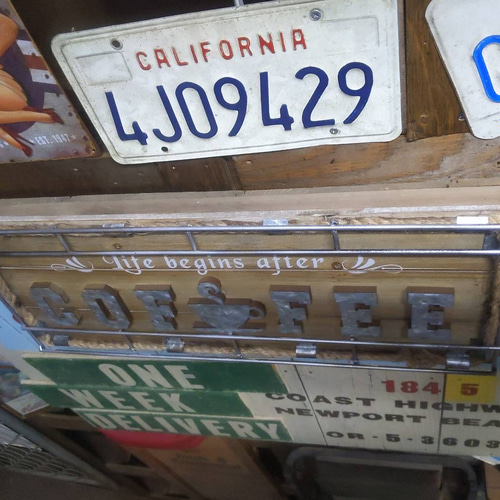 CALIFORNIA
4J09429
Life begins after
COFFEE
ONE
WEEK
DELIVERY
1845
COAST HIGHW
NEWPORT BEA
OR-5-3603